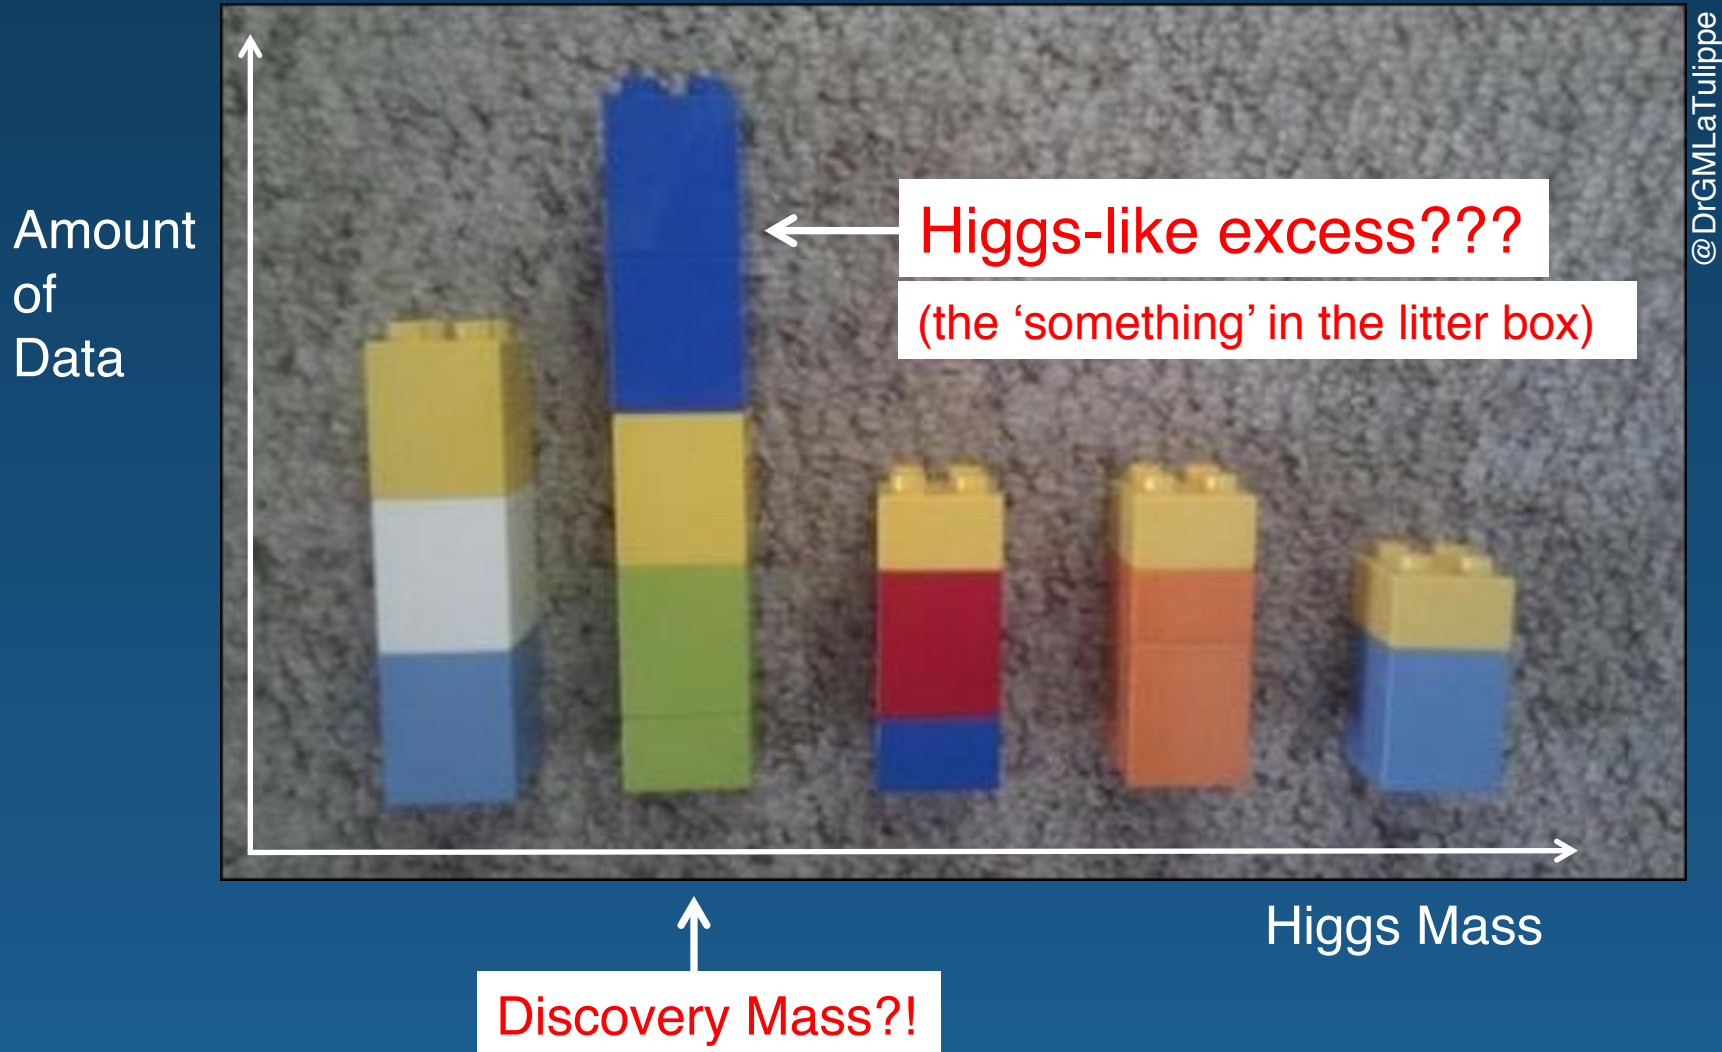 @DrGMLaTulippe
Amount
of
Data
Higgs-like excess???
(the ‘something’ in the litter box)
Higgs Mass
Discovery Mass?!